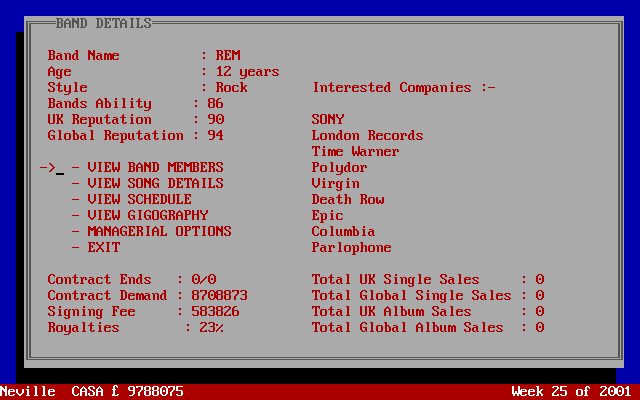 BAND DETAILS
Band Name : REM
Age : 12 years
Style : Rock Interested Companies :-
Bands Ability : 86
UK Reputation : 90 SONY
Global Reputation : 94 London Records
Time Warner
->_ - VIEW BAND MEMBERS Polydor
- VIEW SONG DETAILS Virgin
- VIEW SCHEDULE Death Row
- VIEW GIGOGRAPHY Epic
- MANAGERIAL OPTIONS Columbia
- EXIT Parlophone
Contract Ends : 0/0 Total UK Single Sales : 0
Contract Demand : 8708873 Total Global Single Sales : 0
Signing Fee : 583826 Total UK Album Sales : 0
Royalties : 23% Total Global Album Sales : 0
Neville CASA £ 9788075 Week 25 of 2001